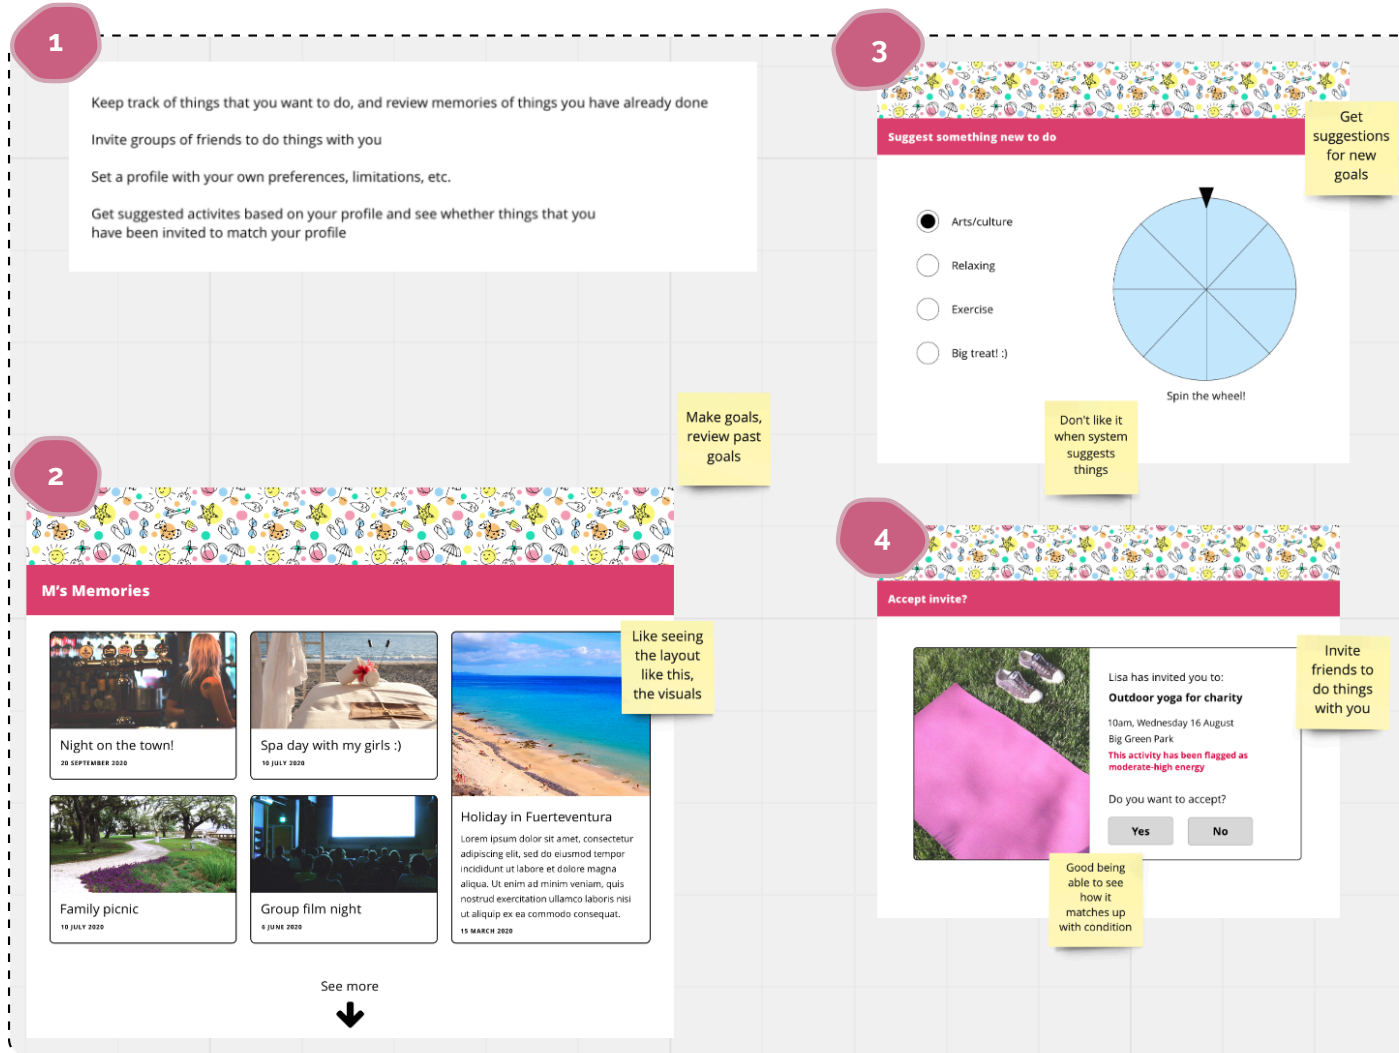 1
Keep track of things that you want to do, and review memories of things you have already done
Invite groups of friends to do things with you
Set a profile with your own preferences, limitations, etc.
Get suggested activites based on your profile and see whether things that you
have been invited to match your profile
Make goals,
review past
goals
2
M's Memories
Like seeing
the layout
like this,
the visuals
Night on the town!
20 SEPTEMBER 2020
Spa day with my girls :)
10 JULY 2020
Holiday in Fuerteventura
Lorem ipsum dolor sit amet, consectetur
adipiscing elit, sed do eiusmod tempor
incididunt ut labore et dolore magna
aliqua. Ut enim ad minim veniam, quis
nostrud exercitation ullamco laboris nisi
ut aliquip ex ea commodo consequat.
15 MARCH 2020
Family picnic
10 JULY 2020
Group film night
6 JUNE 2020
See more
3
Suggest something new to do
Get
suggestions
for new
goals
Arts/culture
Relaxing
Exercise
Big treat! :)
Spin the wheel!
Don't like it
when system
suggests
things
4
Accept invite?
Invite
friends to
do things
with you
Lisa has invited you to:
Outdoor yoga for charity
10am, Wednesday 16 August
Big Green Park
This activity has been flagged as
moderate-high energy
Do you want to accept?
Yes
No
Good being
able to see
how it
matches up
with condition